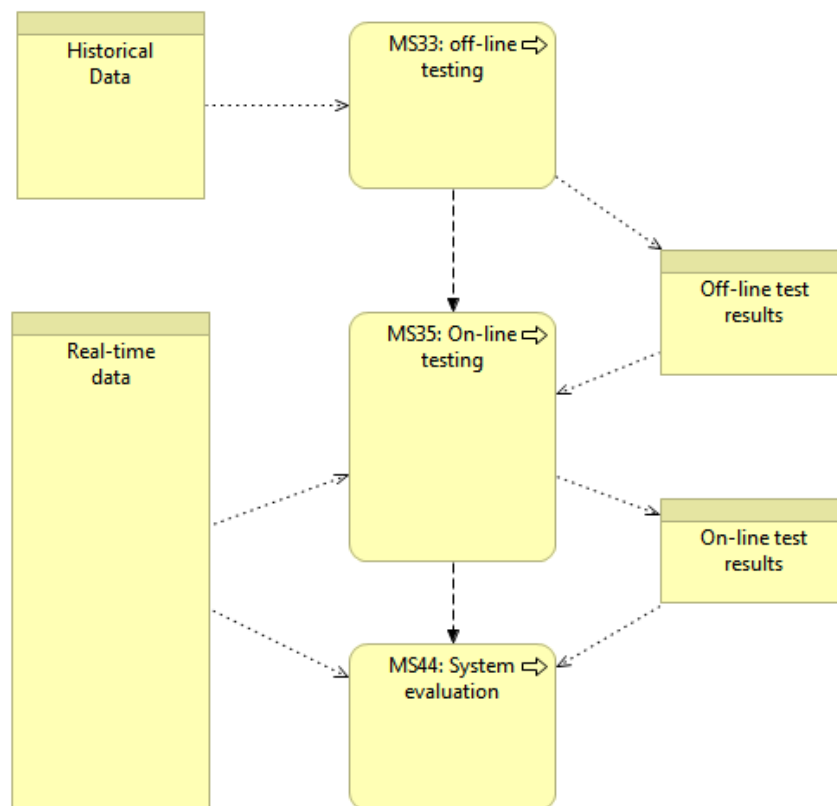 Historical
Data
MS33: off-line
testing
Off-line test
results
Real-time
data
MS35: On-line
testing
On-line test
results
MS44: System
evaluation